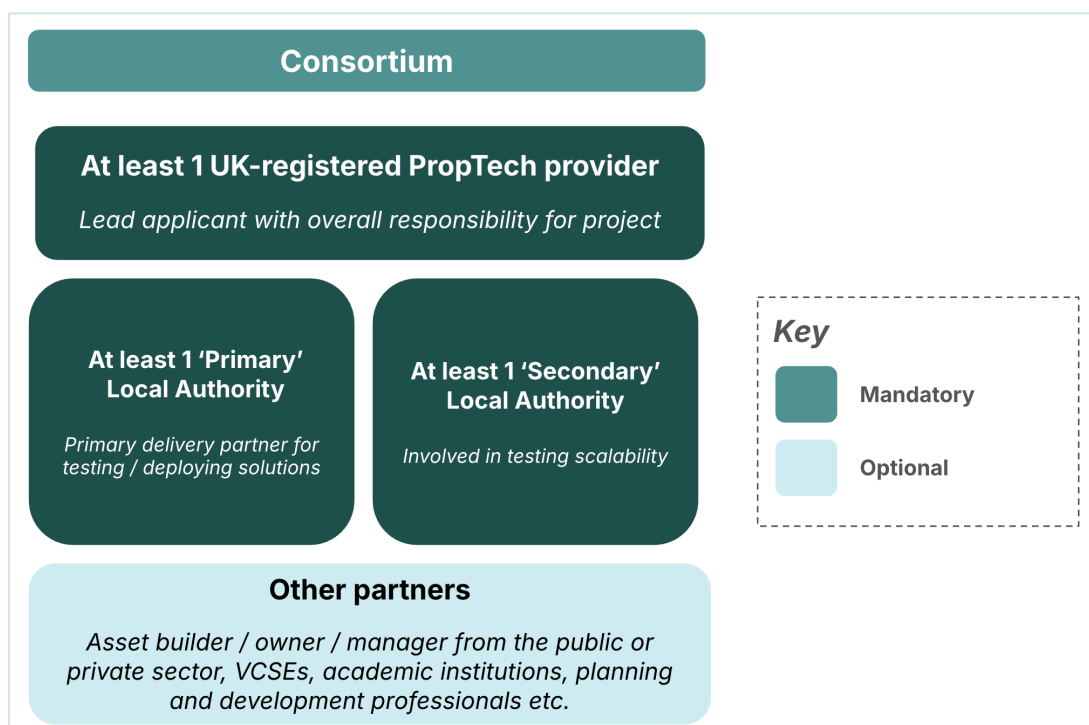 Consortium
At least 1 UK-registered PropTech provider
Lead applicant with overall responsibility for project
At least 1 ‘Primary’
Local Authority
Primary delivery partner for
testing / deploying solutions
At least 1 ‘Secondary’
Local Authority
Involved in testing scalability
Key
Mandatory
Optional
Other partners
Asset builder / owner / manager from the public or
private sector, VCSEs, academic institutions, planning
and development professionals etc.